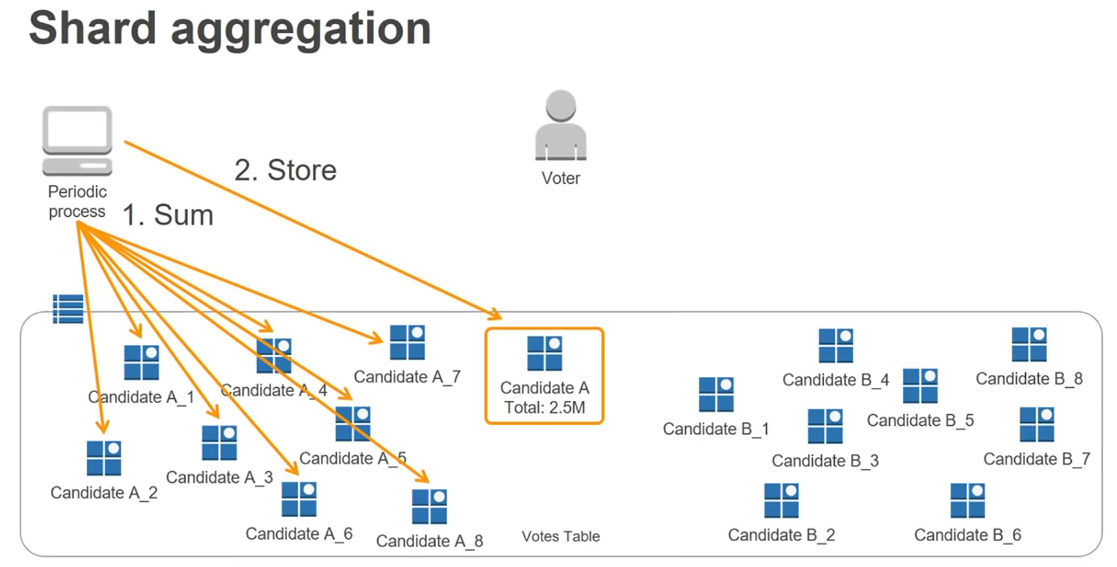 Shard aggregation
2. Store
Voter
Periodic
process
1. Sum
Candidate A_1
Candidate A_4
Candidate A_7
Candidate A
Total: 2.5M
Candidate B_4
Candidate B_8
Candidate B_1
Candidate B_5
Candidate A_2
Candidate A_3
Candidate A_5
Candidate B_3
Candidate B_7
Candidate A_6
Candidate A_8
Votes Table
Candidate B_2
Candidate B_6